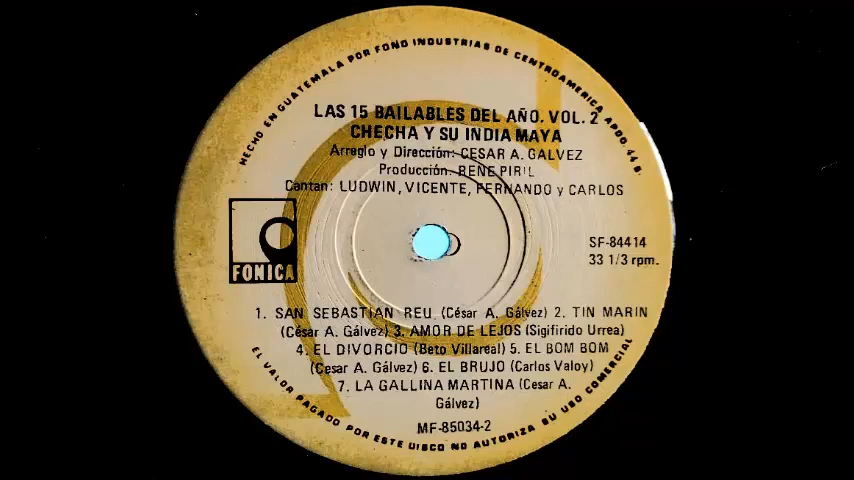 HECHO EN GUATEMALA POR FONO INDUSTRIAS DE CENTROAMERICA APDO. 44 B.
LAS 15 BAILABLES DEL AÑO. VOL. 2
CHECHA Y SU INDIA MAYA
Arreglo y Dirección: CESAR A. GALVEZ
Producción: RENE PIRIL
Cantan: LUDWIN, VICENTE, FERNANDO y CARLOS
FONICA
SF-84414
33 1/3 rpm.
1. SAN SEBASTIAN REU. (César A. Gálvez) 2. TIN MARIN
(César A. Gálvez) 3. AMOR DE LEJOS (Sigifirido Urrea)
4. EL DIVORCIO (Beto Villareal) 5. EL BOM BOM
(Cesar A. Gálvez) 6. EL BRUJO (Carlos Valoy)
7. LA GALLINA MARTINA (Cesar A.
Gálvez)
MF-85034-2
EL VALOR PAGADO POR ESTE DISCO NO AUTORIZA SU USO COMERCIAL